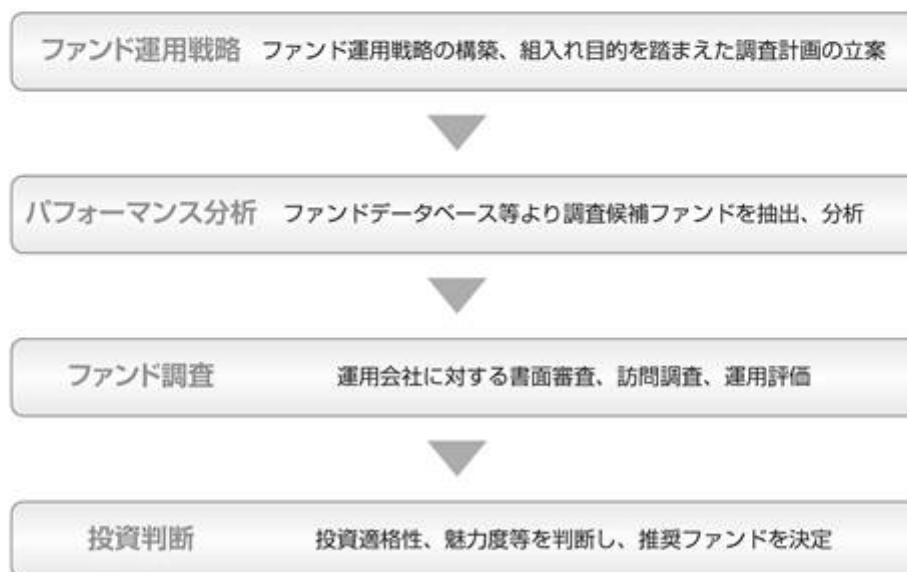 ファンド運用戦略 ファンド運用戦略の構築、組入れ目的を踏まえた調査計画の立案
パフォーマンス分析 ファンドデータベース等より調査候補ファンドを抽出、分析
ファンド調査 運用会社に対する書面審査、訪問調査、運用評価
投資判断 投資適格性、魅力度等を判断し、推奨ファンドを決定